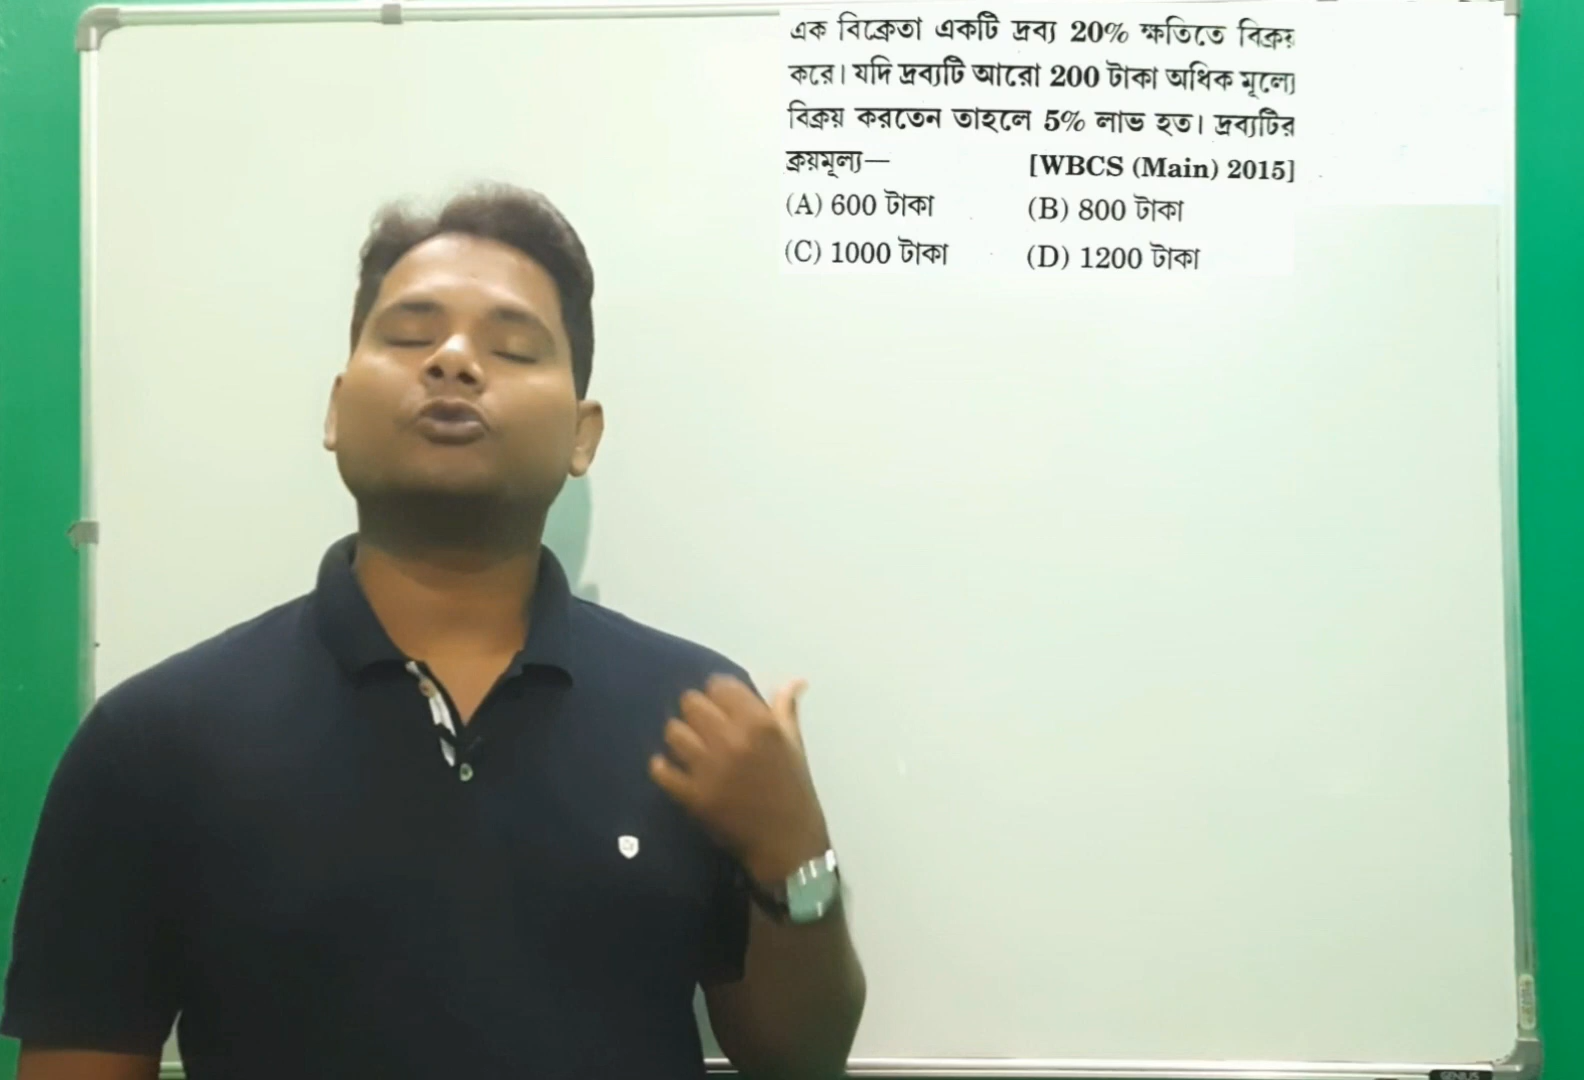 এক বিক্রেতা একটি দ্রব্য 20% ক্ষতিতে বিক্রয়
করে। যদি দ্রব্যটি আরো 200 টাকা অধিক মূল্যে
বিক্রয় করতেন তাহলে 5% লাভ হত। দ্রব্যটির
ক্রয়মূল্য— [WBCS (Main) 2015]
(A) 600 টাকা (B) 800 টাকা
(C) 1000 টাকা (D) 1200 টাকা
GENIUS